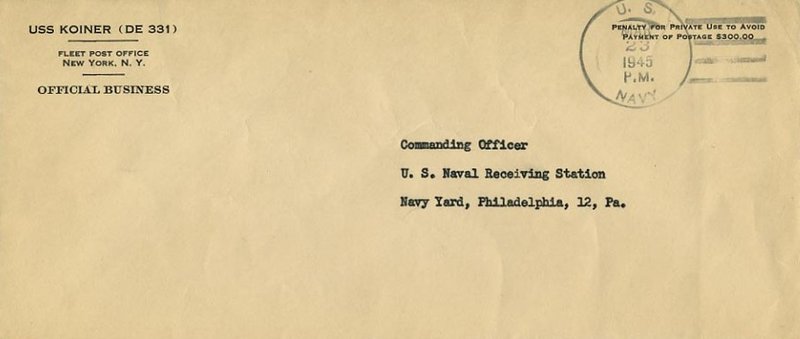 USS KOINER (DE 331)
FLEET POST OFFICE
NEW YORK, N. Y.
OFFICIAL BUSINESS
U. S.
23
1945
P.M.
NAVY
PENALTY FOR PRIVATE USE TO AVOID
PAYMENT OF POSTAGE $300.00
Commanding Officer
U. S. Naval Receiving Station
Navy Yard, Philadelphia, 12, Pa.